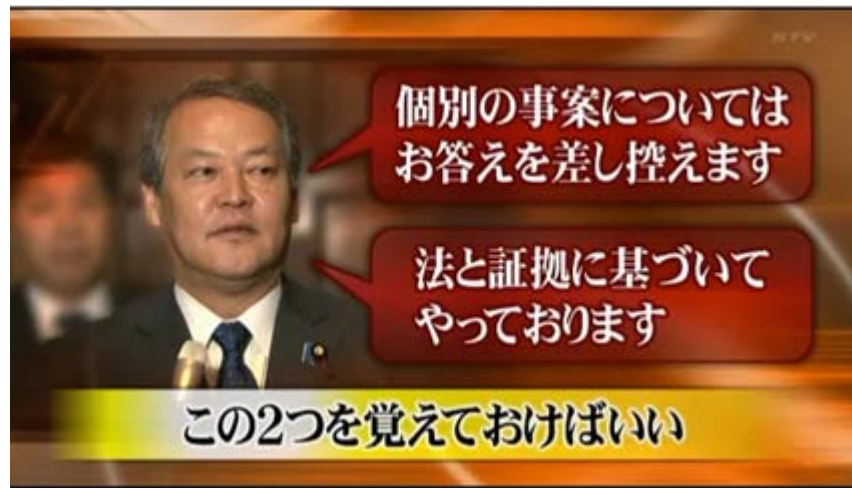 NTV
個別の事案については
お答えを差し控えます
法と証拠に基づいて
やっております
この2つを覚えておけばいい